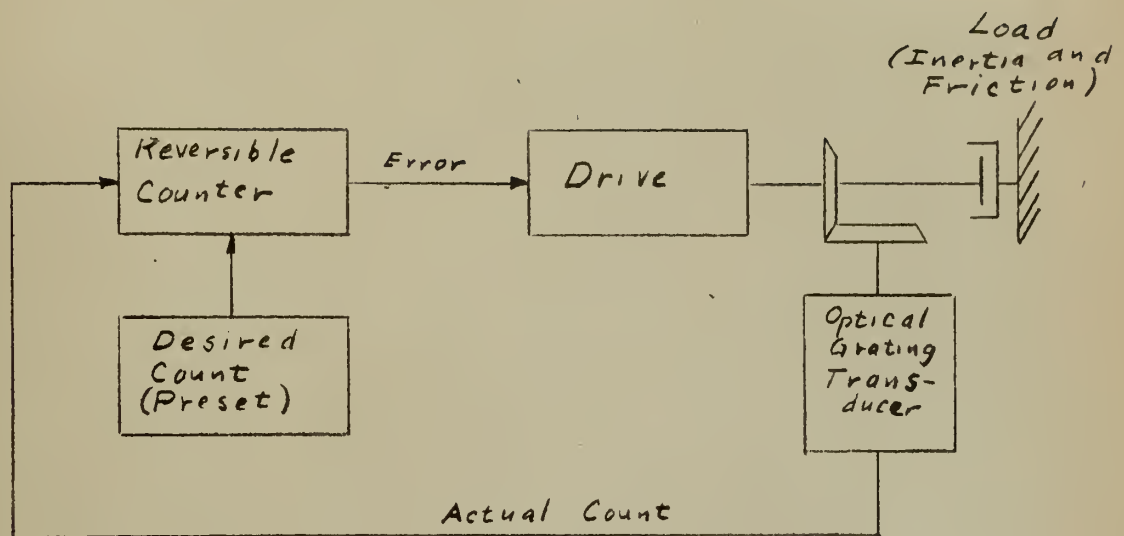 Load
(Inertia and
Friction)
Reversible
Counter
Error
Drive
Desired
Count
(Preset)
Optical
Grating
Trans-
ducer
Actual Count